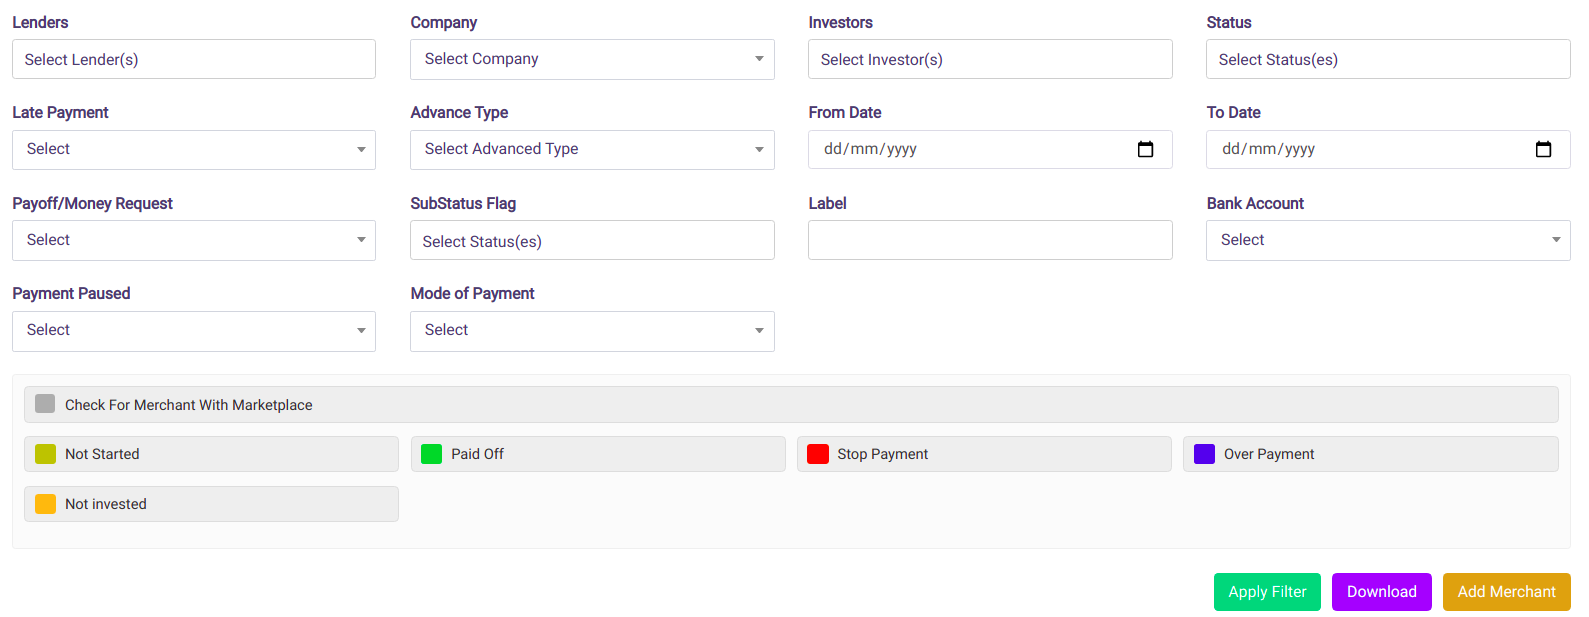 Lenders
Company
Investors
Status
Select Lender(s)
Select Company
Select Investor(s)
Select Status(es)
Late Payment
Advance Type
From Date
To Date
Select
Select Advanced Type
dd/mm/yyyy
dd/mm/yyyy
Payoff/Money Request
SubStatus Flag
Label
Bank Account
Select
Select Status(es)
Select
Payment Paused
Mode of Payment
Select
Select
Check For Merchant With Marketplace
Not Started
Paid Off
Stop Payment
Over Payment
Not invested
Apply Filter
Download
Add Merchant